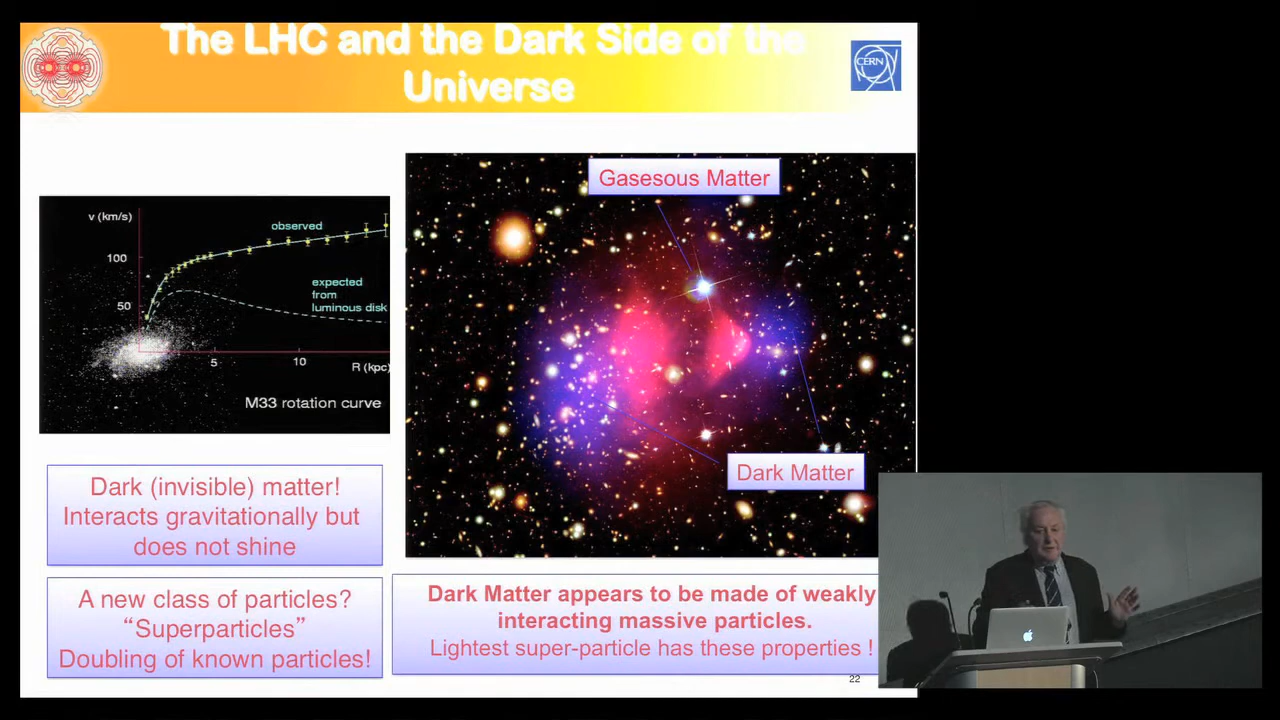 The LHC and the Dark Side of the
Universe
CERN
v (km/s)
observed
100
expected
from
luminous disk
50
5
10
R (kpc)
M33 rotation curve
Gasesous Matter
Dark Matter
Dark (invisible) matter!
Interacts gravitationally but
does not shine
A new class of particles?
“Superparticles”
Doubling of known particles!
Dark Matter appears to be made of weakly
interacting massive particles.
Lightest super-particle has these properties !
22